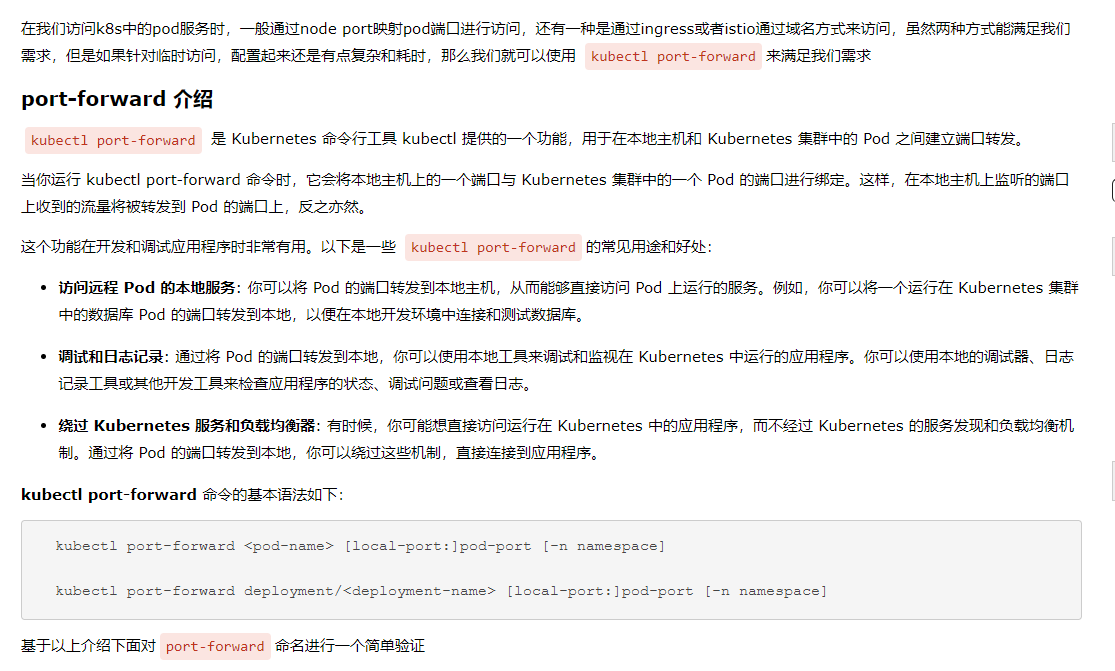 在我们访问k8s中的pod服务时，一般通过node port映射pod端口进行访问，还有一种是通过ingress或者istio通过域名方式来访问，虽然两种方式能满足我们
需求，但是如果针对临时访问，配置起来还是有点复杂和耗时，那么我们就可以使用 kubectl port-forward 来满足我们需求
port-forward 介绍
kubectl port-forward 是 Kubernetes 命令行工具 kubectl 提供的一个功能，用于在本地主机和 Kubernetes 集群中的 Pod 之间建立端口转发。
当你运行 kubectl port-forward 命令时，它会将本地主机上的一个端口与 Kubernetes 集群中的一个 Pod 的端口进行绑定。这样，在本地主机上监听的端口
上收到的流量将被转发到 Pod 的端口上，反之亦然。
这个功能在开发和调试应用程序时非常有用。以下是一些 kubectl port-forward 的常见用途和好处：
• 访问远程 Pod 的本地服务：你可以将 Pod 的端口转发到本地主机，从而能够直接访问 Pod 上运行的服务。例如，你可以将一个运行在 Kubernetes 集群
中的数据库 Pod 的端口转发到本地，以便在本地开发环境中连接和测试数据库。
• 调试和日志记录：通过将 Pod 的端口转发到本地，你可以使用本地工具来调试和监视在 Kubernetes 中运行的应用程序。你可以使用本地的调试器、日志
记录工具或其他开发工具来检查应用程序的状态、调试问题或查看日志。
• 绕过 Kubernetes 服务和负载均衡器：有时候，你可能想直接访问运行在 Kubernetes 中的应用程序，而不经过 Kubernetes 的服务发现和负载均衡机
制。通过将 Pod 的端口转发到本地，你可以绕过这些机制，直接连接到应用程序。
kubectl port-forward 命令的基本语法如下：
kubectl port-forward <pod-name> [local-port:]pod-port [-n namespace]
kubectl port-forward deployment/<deployment-name> [local-port:]pod-port [-n namespace]
基于以上介绍下面对 port-forward 命名进行一个简单验证